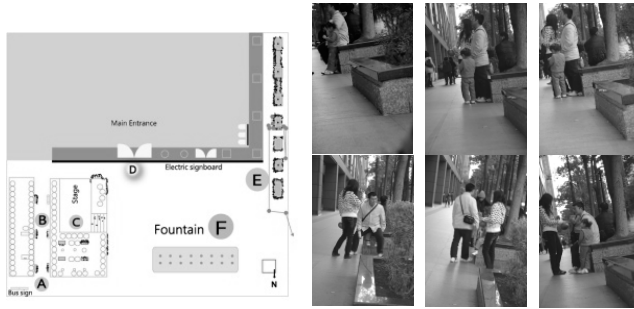 Main Entrance
D
Electric signboard
E
Stage
B
C
Fountain F
A
Bus sign
N